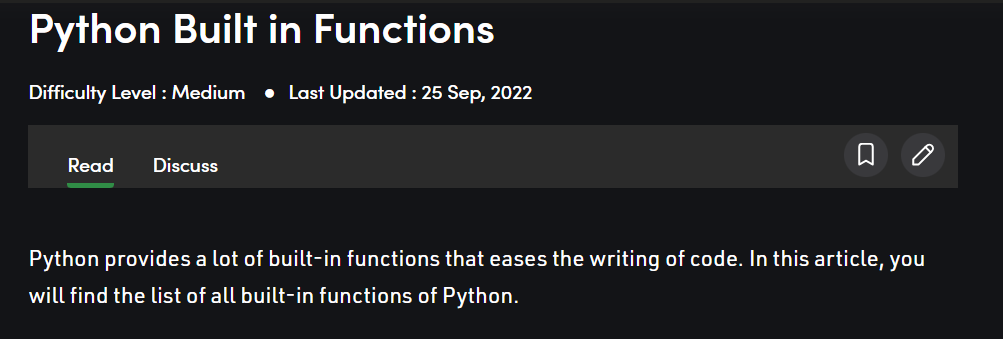 Python Built in Functions
Difficulty Level : Medium ● Last Updated : 25 Sep, 2022
Read Discuss
Python provides a lot of built-in functions that eases the writing of code. In this article, you
will find the list of all built-in functions of Python.